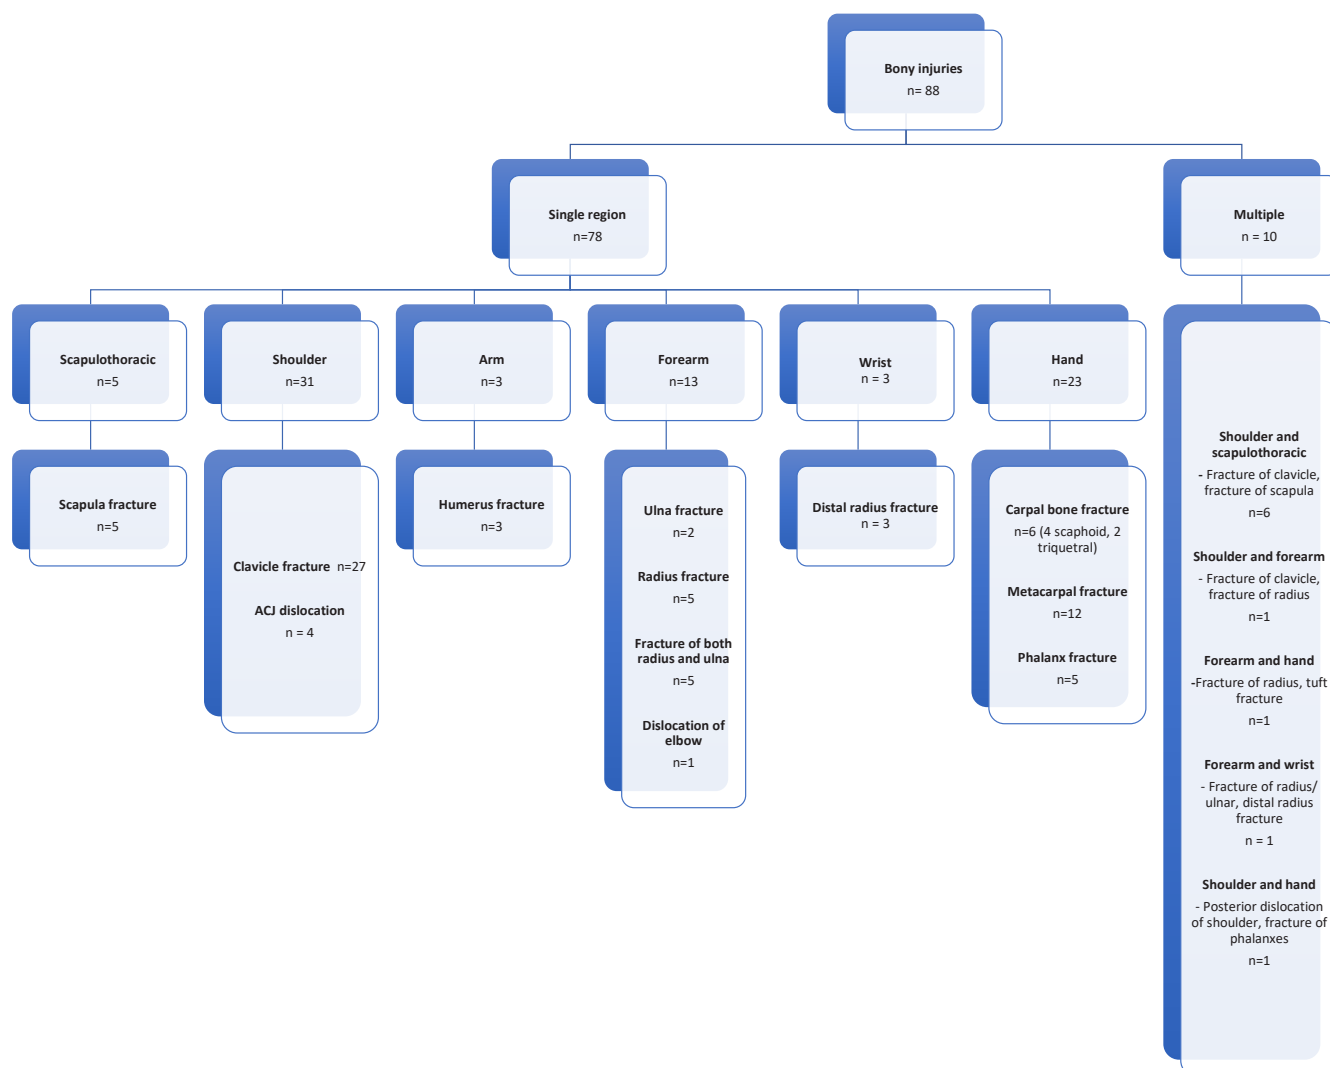 Bony injuries
n= 88
Single region
n=78
Multiple
n = 10
Scapulothoracic
n=5
Shoulder
n=31
Arm
n=3
Forearm
n=13
Wrist
n = 3
Hand
n=23
Scapula fracture
n=5
Clavicle fracture n=27
ACJ dislocation
n = 4
Humerus fracture
n=3
Ulna fracture
n=2
Radius fracture
n=5
Fracture of both
radius and ulna
n=5
Dislocation of
elbow
n=1
Distal radius fracture
n = 3
Carpal bone fracture
n=6 (4 scaphoid, 2
triquetral)
Metacarpal fracture
n=12
Phalanx fracture
n=5
Shoulder and
scapulothoracic
- Fracture of clavicle,
fracture of scapula
n=6
Shoulder and forearm
- Fracture of clavicle,
fracture of radius
n=1
Forearm and hand
-Fracture of radius, tuft
fracture
n=1
Forearm and wrist
- Fracture of radius/
ulnar, distal radius
fracture
n = 1
Shoulder and hand
- Posterior dislocation
of shoulder, fracture of
phalanxes
n=1